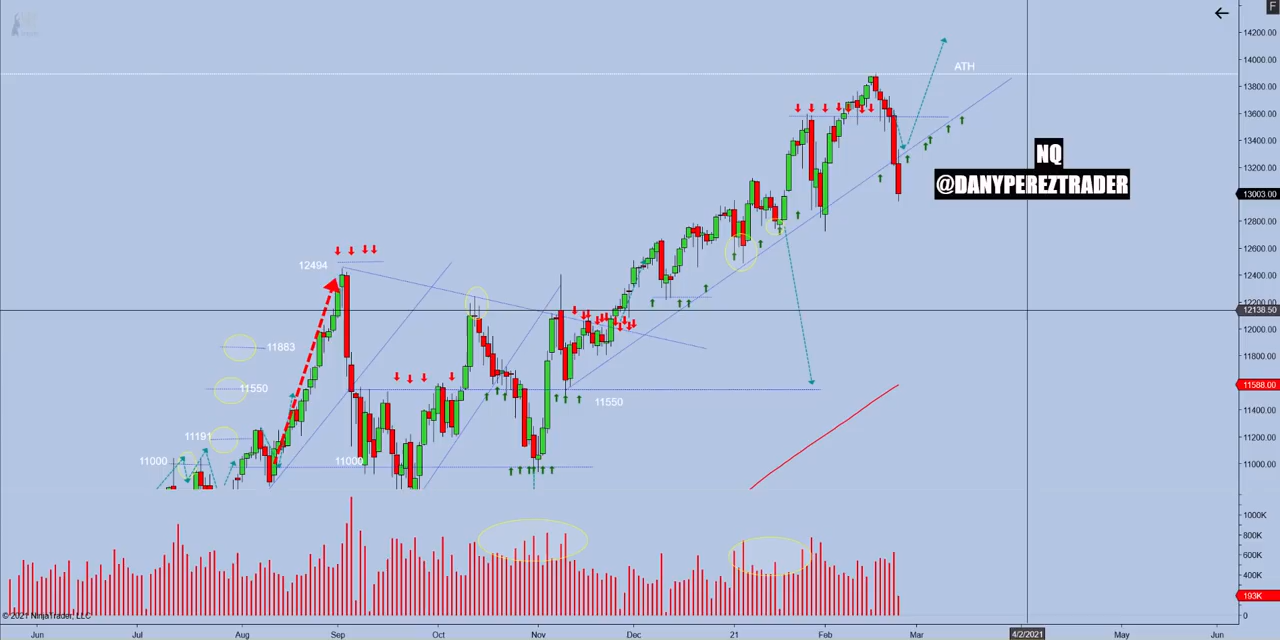 F
14200.00
ATH
14000.00
13800.00
13600.00
13400.00
NQ
13200.00
@DANYPEREZTRADER
13003.00
12800.00
12600.00
12494
12400.00
12200.00
12138.50
12000.00
11883
11800.00
11550
11588.00
11550
11400.00
11191
11200.00
11000
11000
11000.00
1000K
800K
600K
400K
193K
© 2021 NinjaTrader, LLC
0
Jun Jul Aug Sep Oct Nov Dec 21 Feb Mar 4/2/2021 May Jun